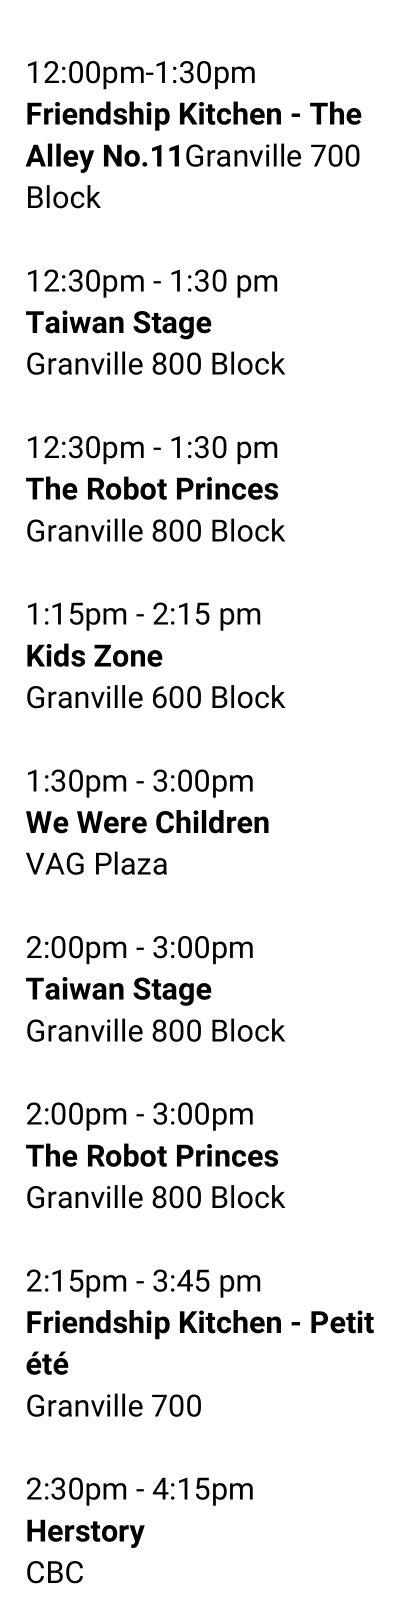 12:00pm-1:30pm
Friendship Kitchen - The
Alley No.11Granville 700
Block
12:30pm - 1:30 pm
Taiwan Stage
Granville 800 Block
12:30pm - 1:30 pm
The Robot Princes
Granville 800 Block
1:15pm - 2:15 pm
Kids Zone
Granville 600 Block
1:30pm - 3:00pm
We Were Children
VAG Plaza
2:00pm - 3:00pm
Taiwan Stage
Granville 800 Block
2:00pm - 3:00pm
The Robot Princes
Granville 800 Block
2:15pm - 3:45 pm
Friendship Kitchen - Petit
été
Granville 700
2:30pm - 4:15pm
Herstory
CBC